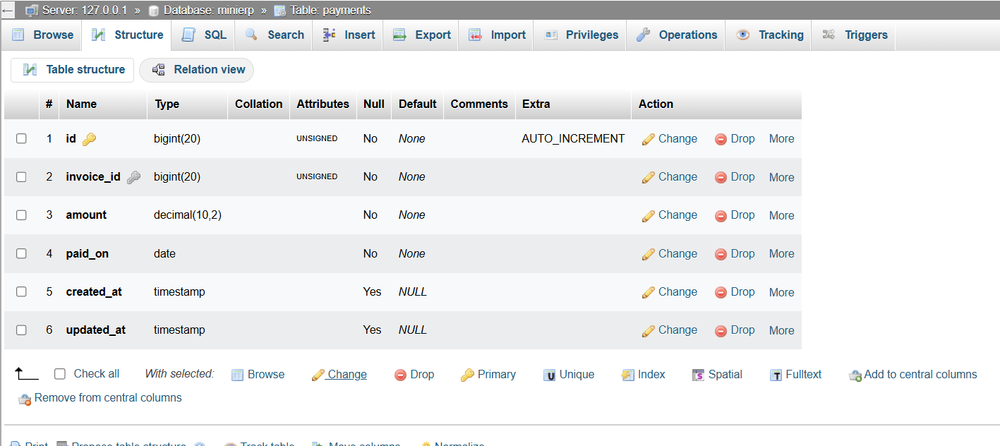 Server: 127.0.0.1 » Database: minierp » Table: payments
Browse Structure SQL Search Insert Export Import Privileges Operations Tracking Triggers
Table structure Relation view
# Name Type Collation Attributes Null Default Comments Extra Action
1 id bigint(20) UNSIGNED No None AUTO_INCREMENT Change Drop More
2 invoice_id bigint(20) UNSIGNED No None Change Drop More
3 amount decimal(10,2) No None Change Drop More
4 paid_on date No None Change Drop More
5 created_at timestamp Yes NULL Change Drop More
6 updated_at timestamp Yes NULL Change Drop More
Check all With selected: Browse Change Drop Primary Unique Index Spatial Fulltext Add to central columns
Remove from central columns
Print Propose table structure Track table Move columns Normalize